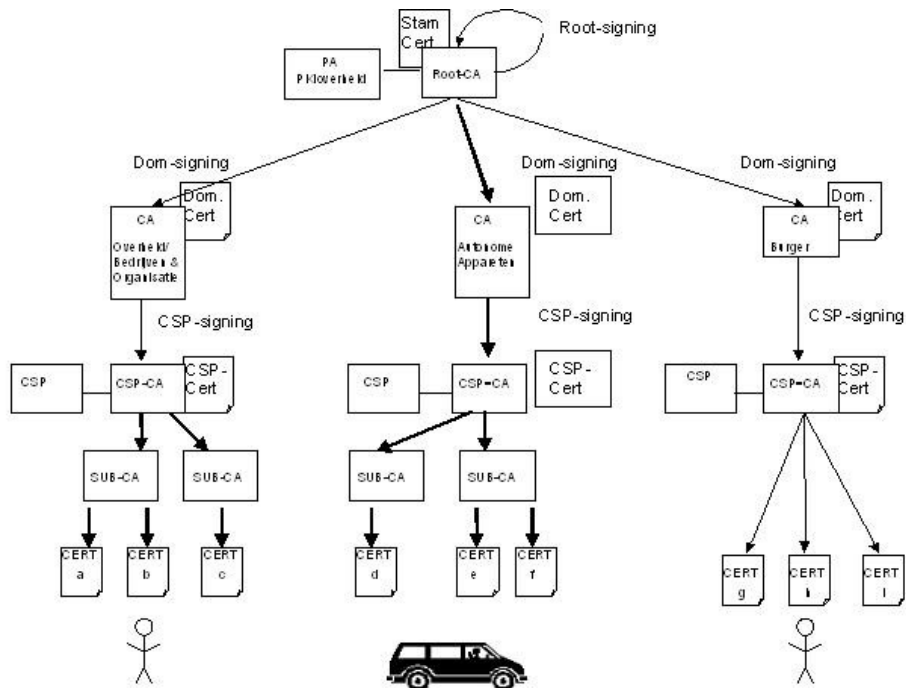 Stam
Cert
Root-signing
PA
PKIoverheid
Root-CA
Dom-signing
Dom-signing
Dom-signing
Dom.
Cert
Dom.
Cert
Dom.
Cert
CA
Overheid/
Bedrijven &
Organisatie
CA
Autonome
Apparaten
CA
Burger
CSP-signing
CSP-signing
CSP-signing
CSP
CSP-CA
CSP-
Cert
CSP
CSP=CA
CSP-
Cert
CSP
CSP=CA
CSP-
Cert
SUB-CA
SUB-CA
SUB-CA
SUB-CA
CERT
a
CERT
b
CERT
c
CERT
d
CERT
e
CERT
f
CERT
g
CERT
h
CERT
i